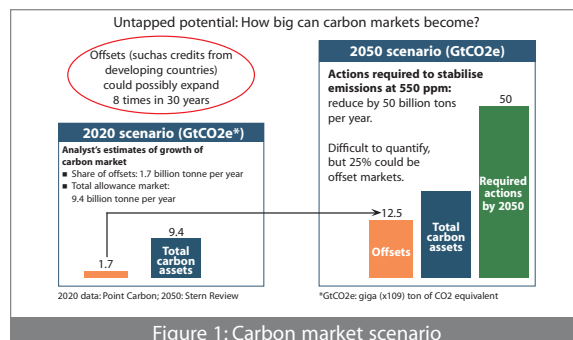 Untapped potential: How big can carbon markets become?
Offsets (suchas credits from
developing countries)
could possibly expand
8 times in 30 years
2020 scenario (GtCO2e*)
Analyst's estimates of growth of
carbon market
■ Share of offsets: 1.7 billion tonne per year
■ Total allowance market:
9.4 billion tonne per year
1.7
9.4
Total
carbon
assets
2020 data: Point Carbon; 2050: Stern Review
2050 scenario (GtCO2e)
Actions required to stabilise
emissions at 550 ppm:
reduce by 50 billion tons
per year.
Difficult to quantify,
but 25% could be
offset markets.
12.5
Offsets
Total
carbon
assets
50
Required
actions
by 2050
*GtCO2e: giga (x109) ton of CO2 equivalent
Figure 1: Carbon market scenario